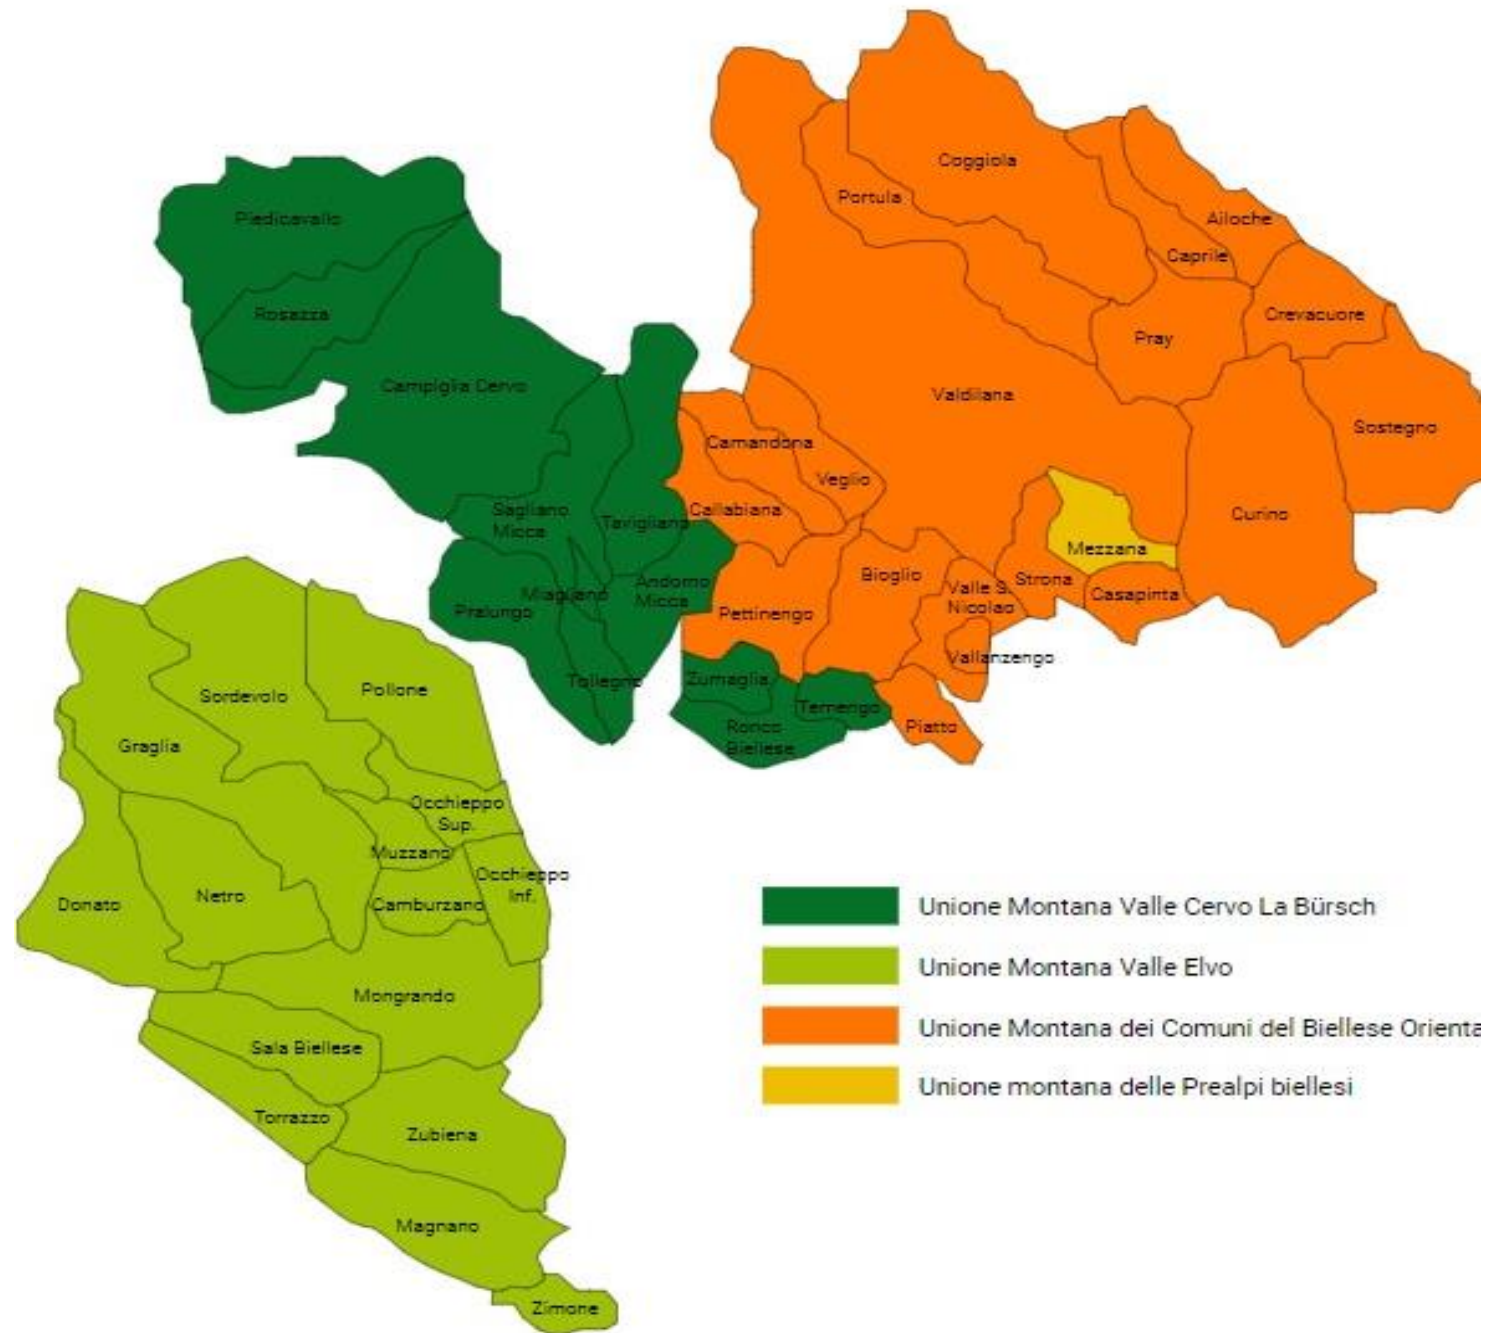 Coggiola
Portula
Ailoche
Piedicavallo
Caprile
Rosazza
Crevacuore
Pray
Campiglia Cervo
Valdilana
Sostegno
Camandona
Veglio
Sagliano
Micca
Callabiana
Tavigliano
Curino
Mezzana
Bioglio
Strona
Andorno
Micca
Valle S.
Nicolao
Miagliano
Casapinta
Pralungo
Pettinengo
Vallanzengo
Tollegno
Zumaglia
Ternengo
Ronco
Biellese
Piatto
Pollone
Sordevolo
Graglia
Occhieppo
Sup.
Muzzano
Occhieppo
Inf.
Netro
Donato
Camburzano
Mongrando
Sala Biellese
Torrazzo
Zubiena
Magnano
Zimone
Unione Montana Valle Cervo La Bürsch
Unione Montana Valle Elvo
Unione Montana dei Comuni del Biellese Orienta
Unione montana delle Prealpi biellesi